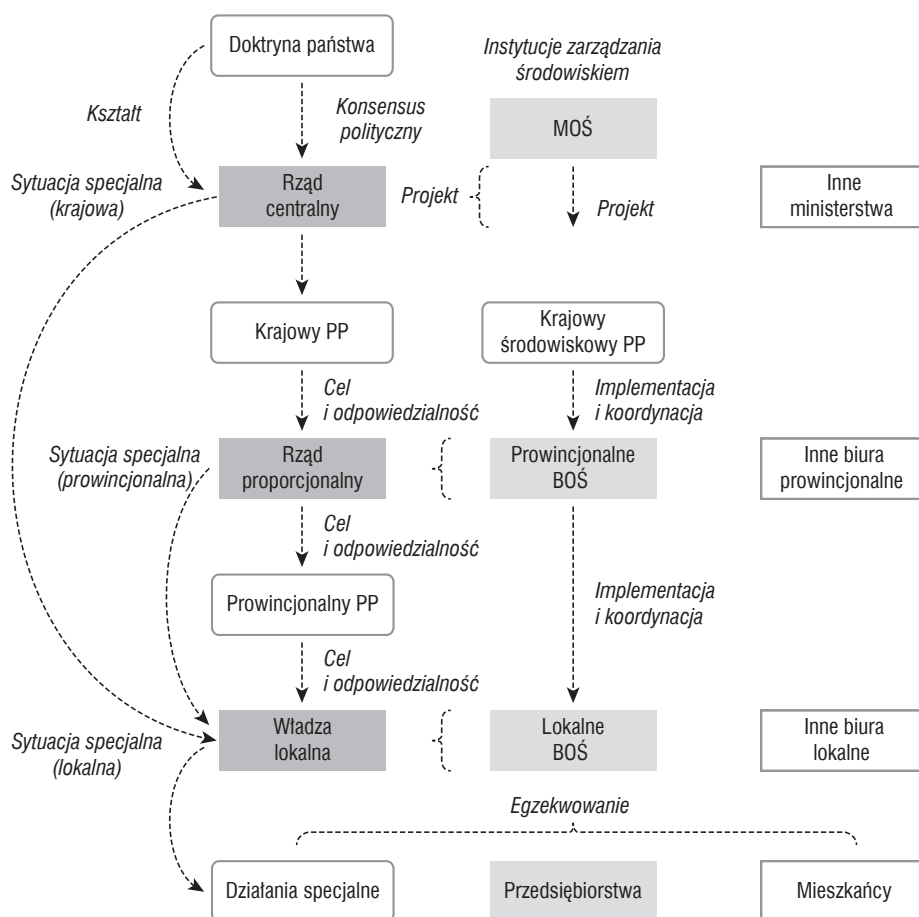 Doktryna państwa
Instytucje zarządzania
środowiskiem
Kształt
Konsensus
polityczny
MOŚ
Sytuacja specjalna
(krajowa)
Rząd
centralny
Projekt
Projekt
Inne
ministerstwa
Krajowy PP
Krajowy
środowiskowy PP
Cel
i odpowiedzialność
Implementacja
i koordynacja
Sytuacja specjalna
(prowincjonalna)
Rząd
proporcjonalny
Prowincjonalne
BOŚ
Inne biura
prowincjonalne
Cel
i odpowiedzialność
Prowincjonalny PP
Implementacja
i koordynacja
Cel
i odpowiedzialność
Sytuacja specjalna
(lokalna)
Władza
lokalna
Lokalne
BOŚ
Inne biura
lokalne
Egzekwowanie
Działania specjalne
Przedsiębiorstwa
Mieszkańcy